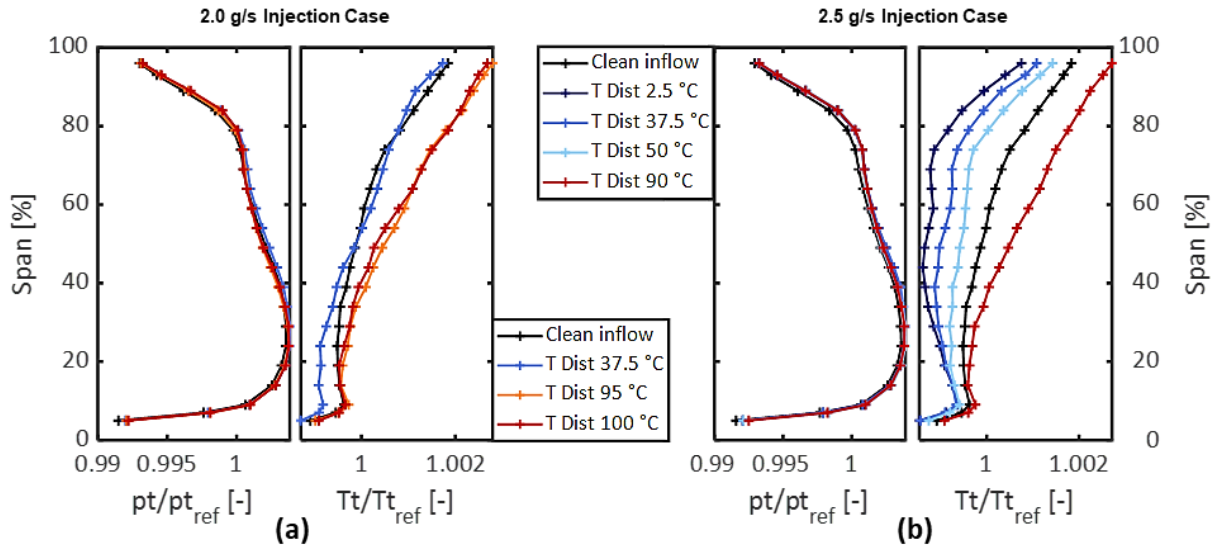 2.0 g/s Injection Case
2.5 g/s Injection Case
100
80
60
40
20
0
Span [%]
0.99
0.995
1
pt/pt_ref [-]
1
1.002
Tt/Tt_ref [-]
(a)
Clean inflow
T Dist 37.5 °C
T Dist 95 °C
T Dist 100 °C
Clean inflow
T Dist 2.5 °C
T Dist 37.5 °C
T Dist 50 °C
T Dist 90 °C
0.99
0.995
1
pt/pt_ref [-]
1
1.002
Tt/Tt_ref [-]
(b)
100
80
60
40
20
0
Span [%]